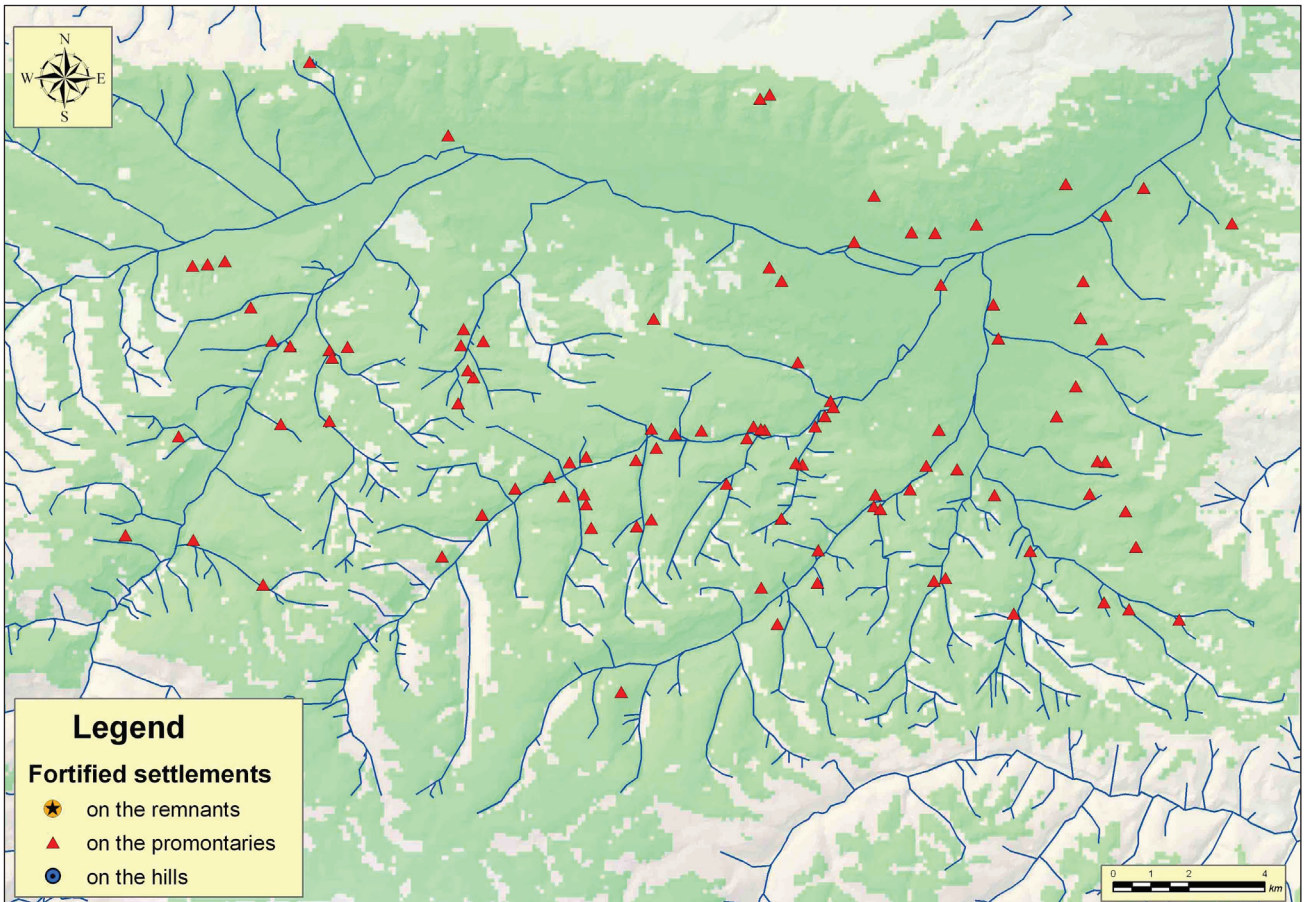 N
W E
S
Legend
Fortified settlements
on the remnants
on the promontaries
on the hills
0 1 2 4
km